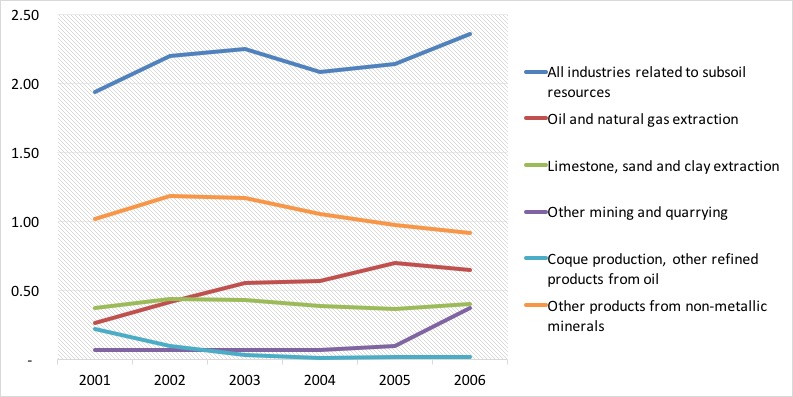 2.50
2.00
1.50
1.00
0.50
-
2001 2002 2003 2004 2005 2006
All industries related to subsoil
resources
Oil and natural gas extraction
Limestone, sand and clay extraction
Other mining and quarrying
Coque production, other refined
products from oil
Other products from non-metallic
minerals